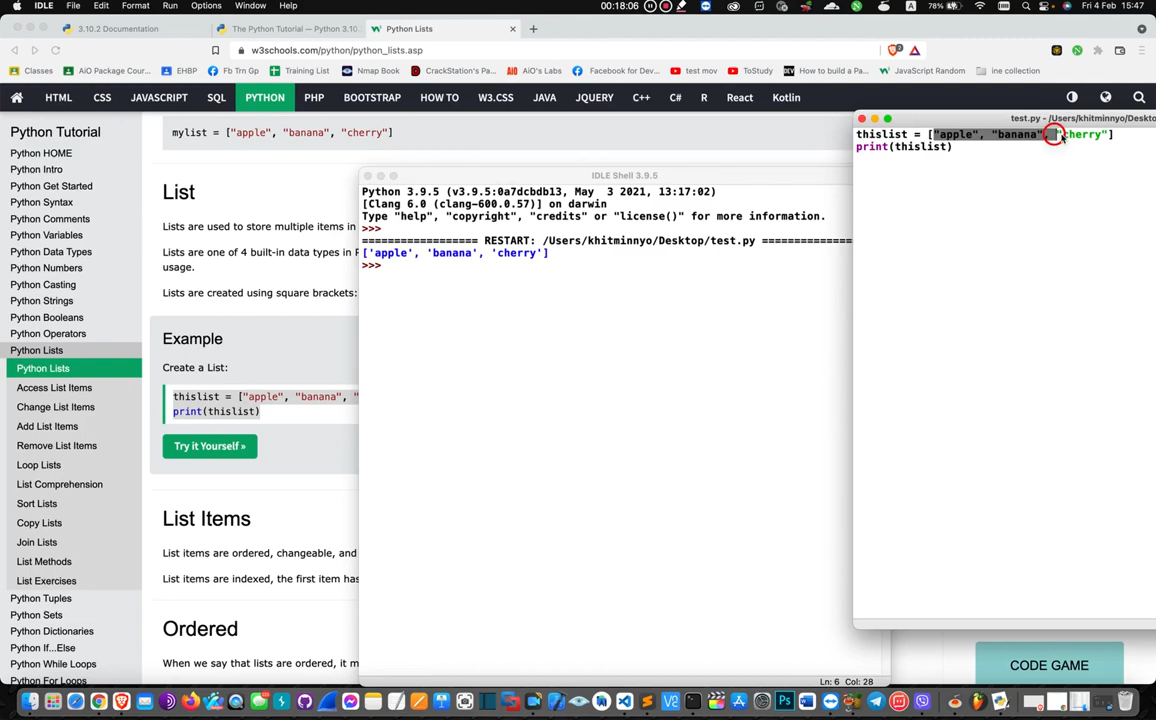 IDLE File Edit Format Run Options Window Help 00:18:06 A 78% Fri 4 Feb 15:47
3.10.2 Documentation The Python Tutorial — Python 3.10. Python Lists
w3schools.com/python/python_lists.asp
Classes AiO Package Cour... EHBP Fb Trn Gp Training List Nmap Book CrackStation's Pa... AiO's Labs Facebook for Dev... test mov ToStudy How to build a Pa... JavaScript Random ine collection
HTML CSS JAVASCRIPT SQL PYTHON PHP BOOTSTRAP HOW TO W3.CSS JAVA JQUERY C++ C# R React Kotlin
Python Tutorial
Python HOME
Python Intro
Python Get Started
Python Syntax
Python Comments
Python Variables
Python Data Types
Python Numbers
Python Casting
Python Strings
Python Booleans
Python Operators
Python Lists
Python Lists
Access List Items
Change List Items
Add List Items
Remove List Items
Loop Lists
List Comprehension
Sort Lists
Copy Lists
Join Lists
List Methods
List Exercises
Python Tuples
Python Sets
Python Dictionaries
Python If...Else
Python While Loops
Python For Loops
mylist = ["apple", "banana", "cherry"]
List
Lists are used to store multiple items in
Lists are one of 4 built-in data types in P
usage.
Lists are created using square brackets:
Example
Create a List:
thislist = ["apple", "banana", "
print(thislist)
Try it Yourself »
List Items
List items are ordered, changeable, and
List items are indexed, the first item has
Ordered
When we say that lists are ordered, it m
IDLE Shell 3.9.5
Python 3.9.5 (v3.9.5:0a7dcbdb13, May 3 2021, 13:17:02)
[Clang 6.0 (clang-600.0.57)] on darwin
Type "help", "copyright", "credits" or "license()" for more information.
>>>
================== RESTART: /Users/khitminnyo/Desktop/test.py ==============
['apple', 'banana', 'cherry']
>>>
Ln: 6 Col: 28
test.py - /Users/khitminnyo/Deskto
thislist = ["apple", "banana", "cherry"]
print(thislist)
CODE GAME